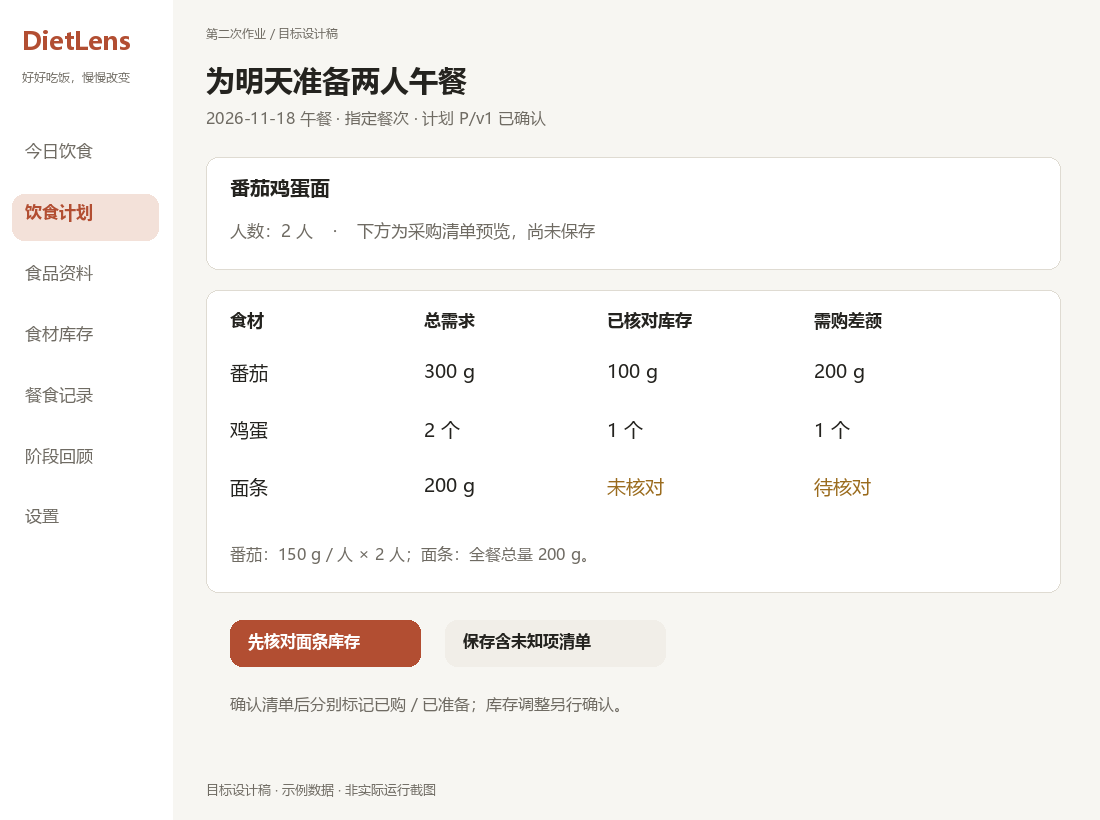 DietLens
好好吃饭，慢慢改变
今日饮食
饮食计划
食品资料
食材库存
餐食记录
阶段回顾
设置
第二次作业 / 目标设计稿
为明天准备两人午餐
2026-11-18 午餐 · 指定餐次 · 计划 P/v1 已确认
番茄鸡蛋面
人数：2 人 · 下方为采购清单预览，尚未保存
食材 总需求 已核对库存 需购差额
番茄 300 g 100 g 200 g
鸡蛋 2 个 1 个 1 个
面条 200 g 未核对 待核对
番茄：150 g / 人 × 2 人；面条：全餐总量 200 g。
先核对面条库存 保存含未知项清单
确认清单后分别标记已购 / 已准备；库存调整另行确认。
目标设计稿 · 示例数据 · 非实际运行截图